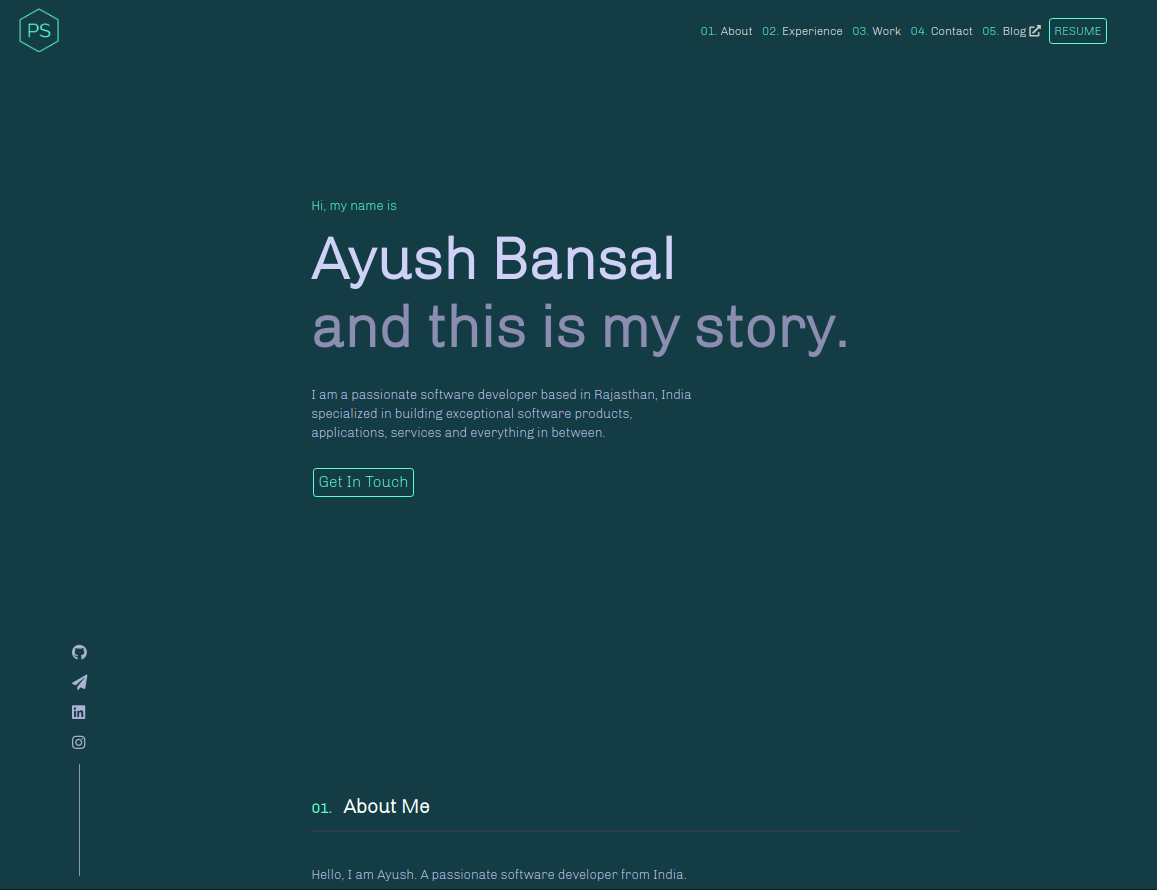 PS
01. About 02. Experience 03. Work 04. Contact 05. Blog RESUME
Hi, my name is
Ayush Bansal
and this is my story.
I am a passionate software developer based in Rajasthan, India
specialized in building exceptional software products,
applications, services and everything in between.
Get In Touch
01. About Me
Hello, I am Ayush. A passionate software developer from India.